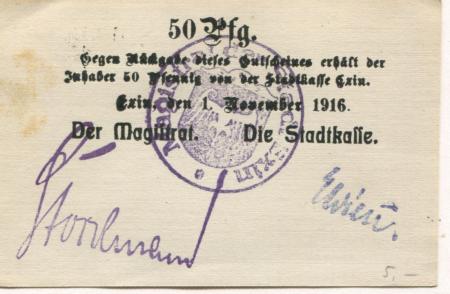 50 Pfg.
Gegen Rückgabe dieses Gutscheines erhält der
Inhaber 50 Pfennig von der Stadtkasse Exin.
Exin, den 1. November 1916.
Der Magistrat. Die Stadtkasse.
5,-